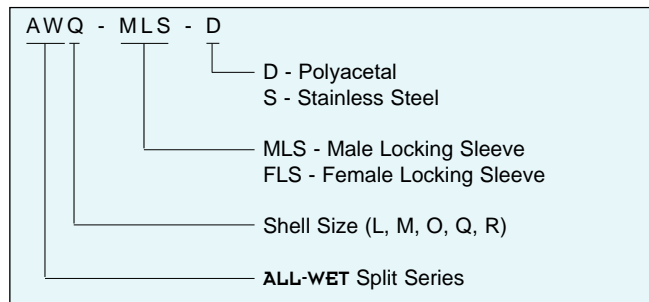 AWQ - MLS - D
D - Polyacetal
S - Stainless Steel
MLS - Male Locking Sleeve
FLS - Female Locking Sleeve
Shell Size (L, M, O, Q, R)
ALL-WET Split Series